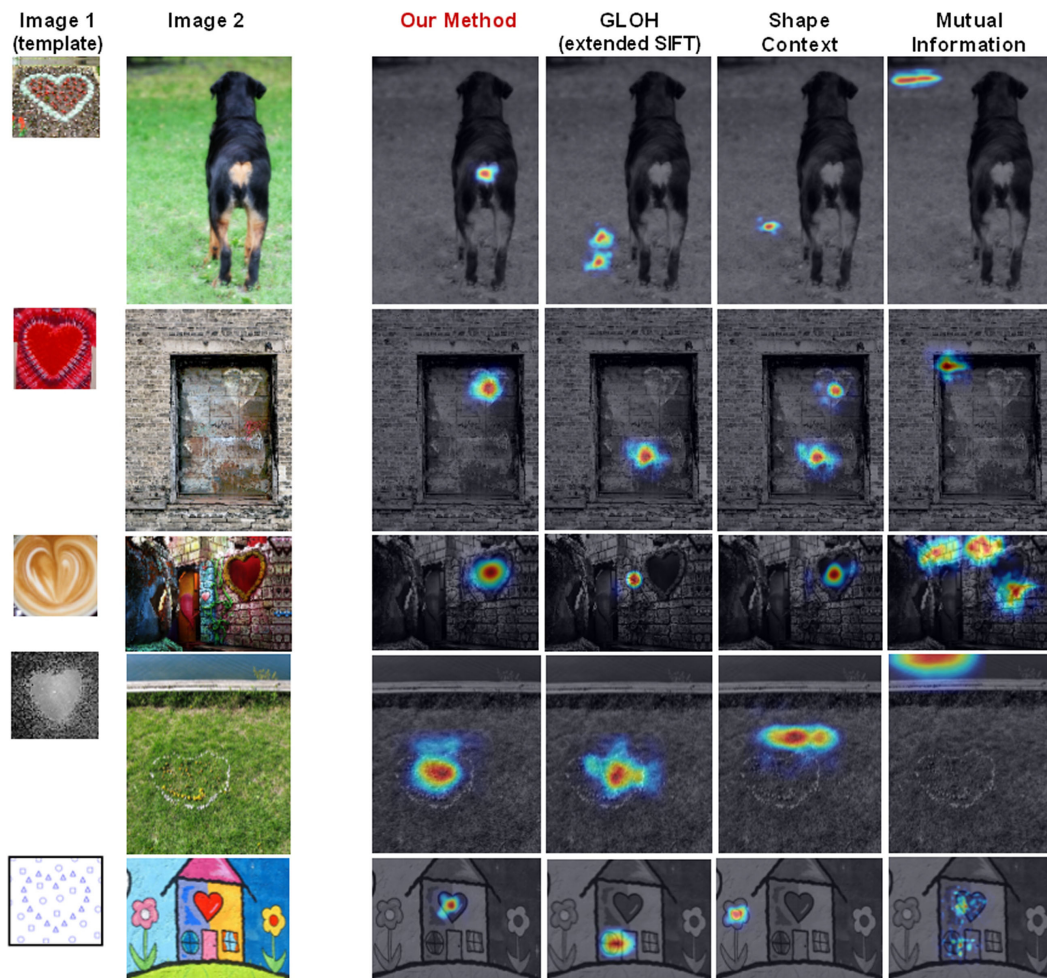 Image 1
(template)
Image 2
Our Method
GLOH
(extended SIFT)
Shape
Context
Mutual
Information